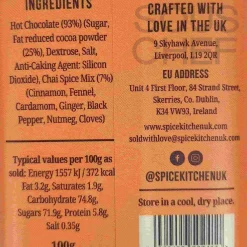 INGREDIENTS
Hot Chocolate (93%) (Sugar,
Fat reduced cocoa powder
(25%), Dextrose, Salt,
Anti-Caking Agent: Silicon
Dioxide), Chai Spice Mix (7%)
(Cinnamon, Fennel,
Cardamom, Ginger, Black
Pepper, Nutmeg, Cloves)
Typical values per 100g as
sold: Energy 1557 kJ / 372 kcal
Fat 3.2g, Saturates 1.9g,
Carbohydrate 74.8g,
Sugars 71.9g, Protein 5.8g,
Salt 0.35g
100g
CRAFTED WITH
LOVE IN THE UK
9 Skyhawk Avenue,
Liverpool, L19 2QR
EU ADDRESS
Unit 4 First Floor, 84 Strand Street,
Skerries, Co. Dublin,
K34 VW93, Ireland
www.spicekitchenuk.com
soldwithlove@spicekitchenuk.com
@SPICEKITCHENUK
Store in a cool, dry place.